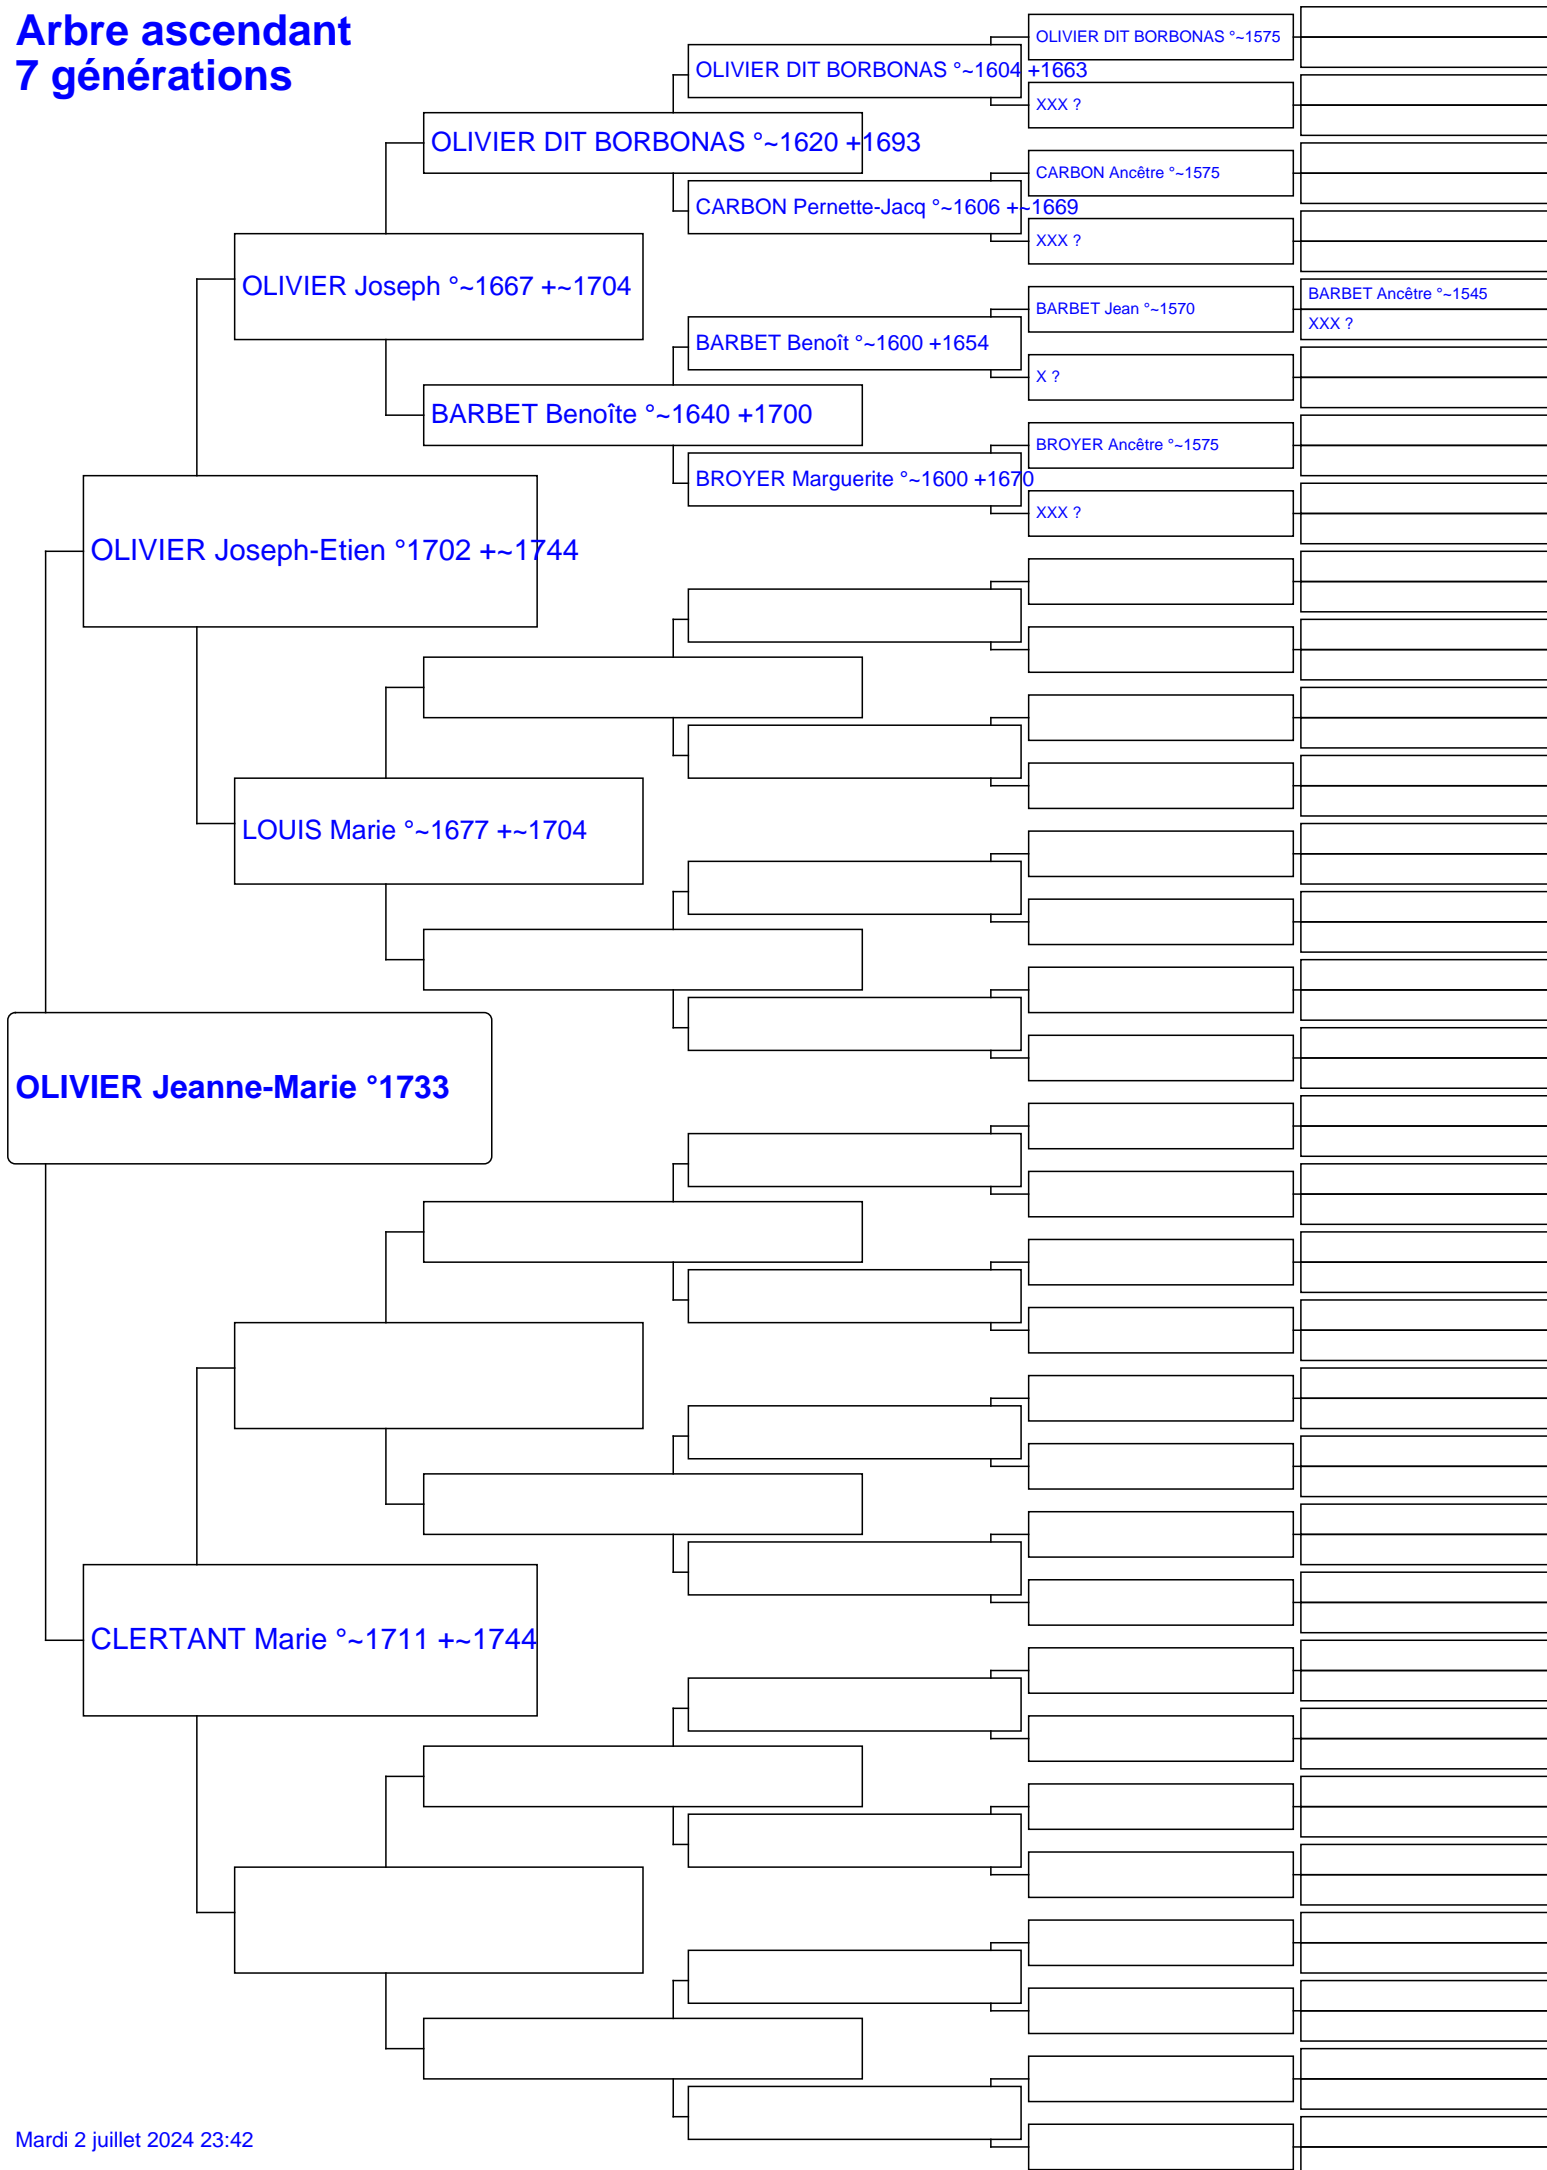 Arbre ascendant
7 générations
OLIVIER DIT BORBONAS °~1575
OLIVIER DIT BORBONAS °~1604 +1663
XXX ?
OLIVIER DIT BORBONAS °~1620 +1693
CARBON Ancêtre °~1575
CARBON Pernette-Jacq °~1606 +~1669
XXX ?
OLIVIER Joseph °~1667 +~1704
BARBET Ancêtre °~1545
BARBET Jean °~1570
XXX ?
BARBET Benoît °~1600 +1654
X ?
BARBET Benoîte °~1640 +1700
BROYER Ancêtre °~1575
BROYER Marguerite °~1600 +1670
XXX ?
OLIVIER Joseph-Etien °1702 +~1744
LOUIS Marie °~1677 +~1704
OLIVIER Jeanne-Marie °1733
CLERTANT Marie °~1711 +~1744
Mardi 2 juillet 2024 23:42